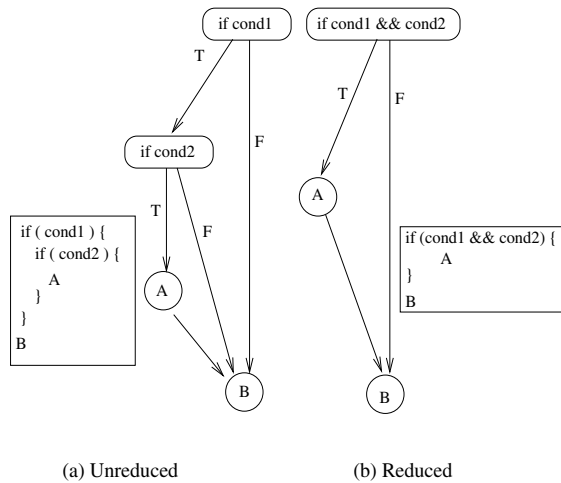 if cond1
T
F
if cond2
T
F
A
B
if ( cond1 ) {
if ( cond2 ) {
A
}
}
B
(a) Unreduced
if cond1 && cond2
T
F
A
B
if (cond1 && cond2) {
A
}
B
(b) Reduced